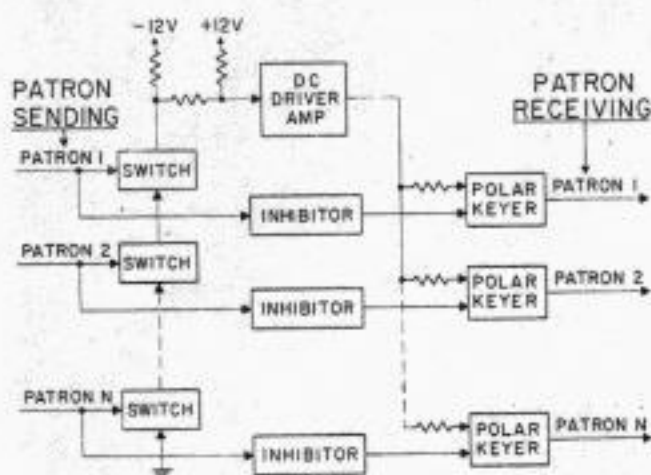 -12V +12V
PATRON
SENDING
DC
DRIVER
AMP
PATRON
RECEIVING
PATRON 1
SWITCH
INHIBITOR
POLAR
KEYER
PATRON 1
PATRON 2
SWITCH
INHIBITOR
POLAR
KEYER
PATRON 2
PATRON N
SWITCH
INHIBITOR
POLAR
KEYER
PATRON N